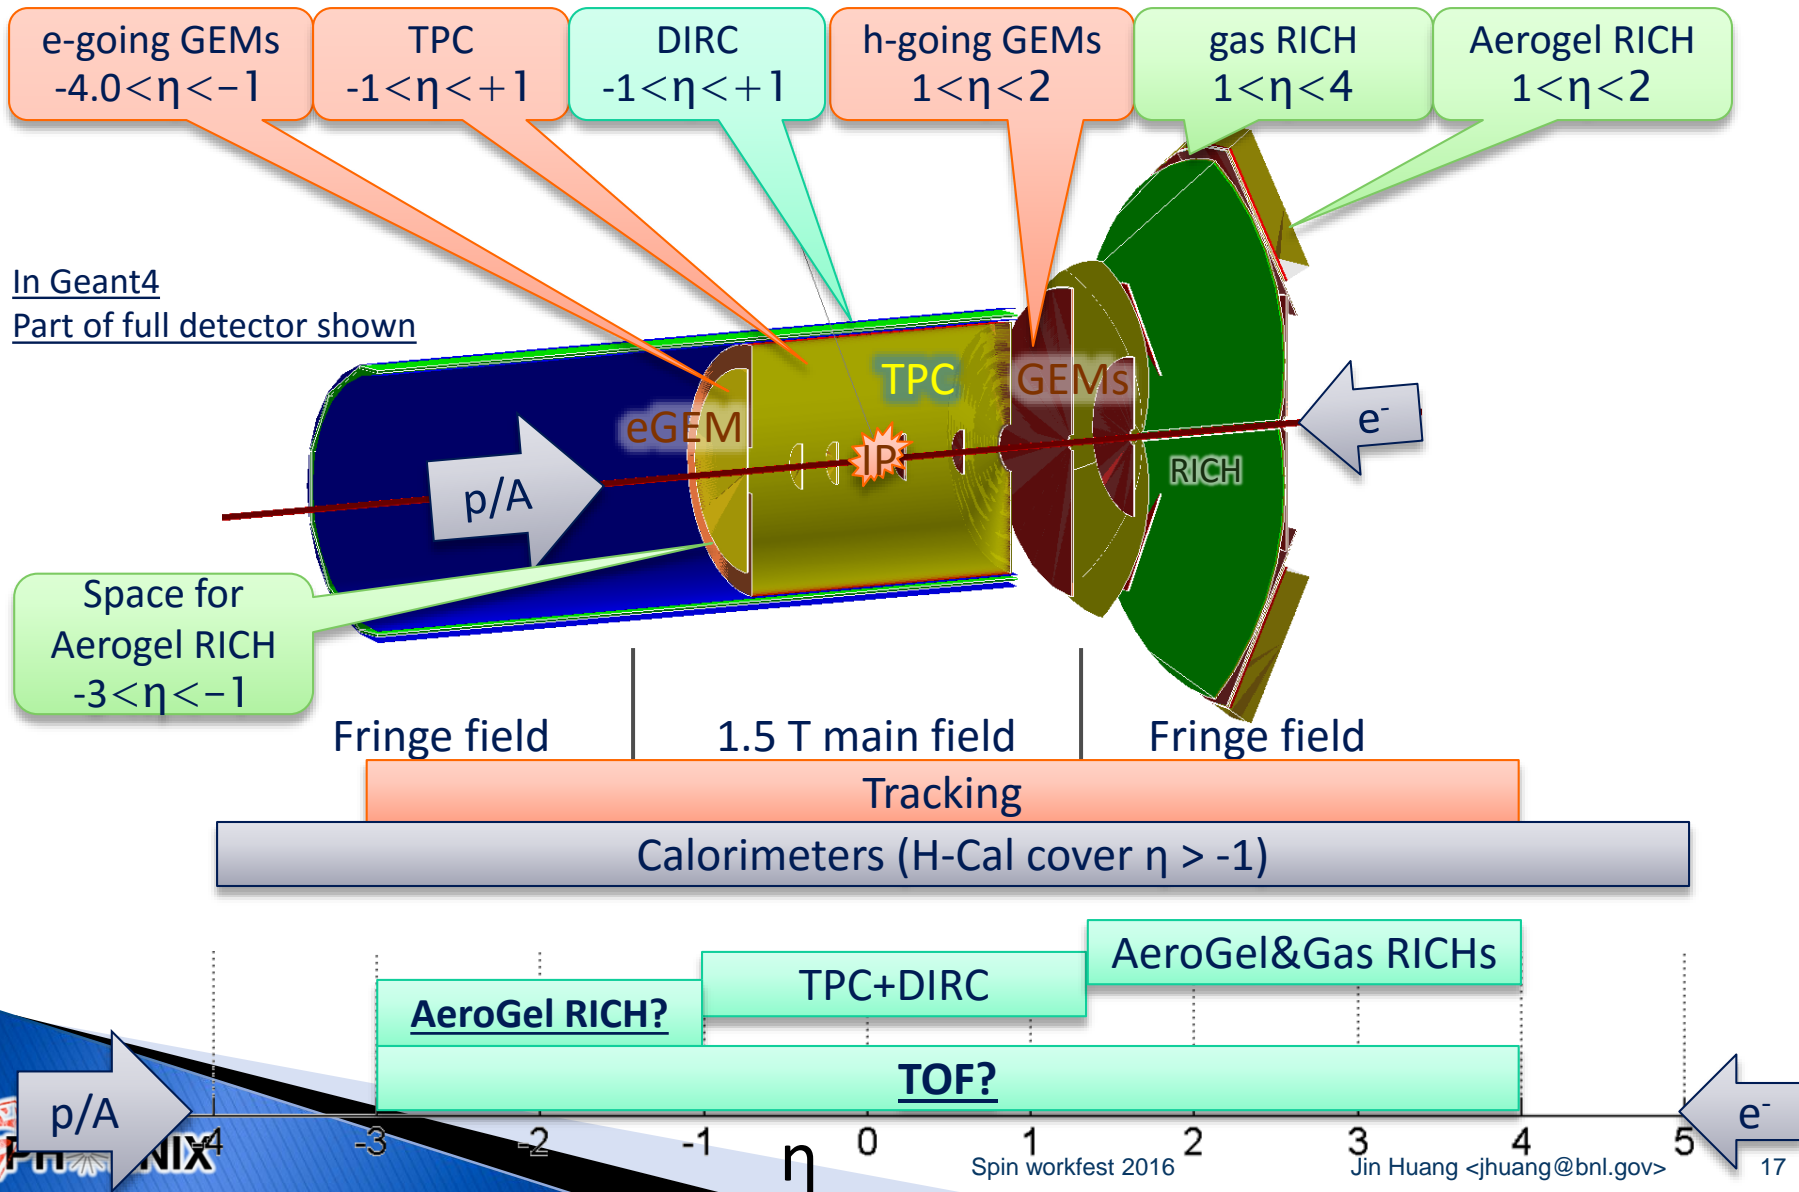 e-going GEMs
-4.0<η<-1
TPC
-1<η<+1
DIRC
-1<η<+1
h-going GEMs
1<η<2
gas RICH
1<η<4
Aerogel RICH
1<η<2
In Geant4
Part of full detector shown
TPC
GEMs
eGEM
IP
RICH
e-
p/A
Space for
Aerogel RICH
-3<η<-1
Fringe field
1.5 T main field
Fringe field
Tracking
Calorimeters (H-Cal cover η > -1)
AeroGel&Gas RICHs
TPC+DIRC
AeroGel RICH?
TOF?
p/A
e-
-4 -3 -2 -1 0 1 2 3 4 5
η
Spin workfest 2016
Jin Huang <jhuang@bnl.gov>
17